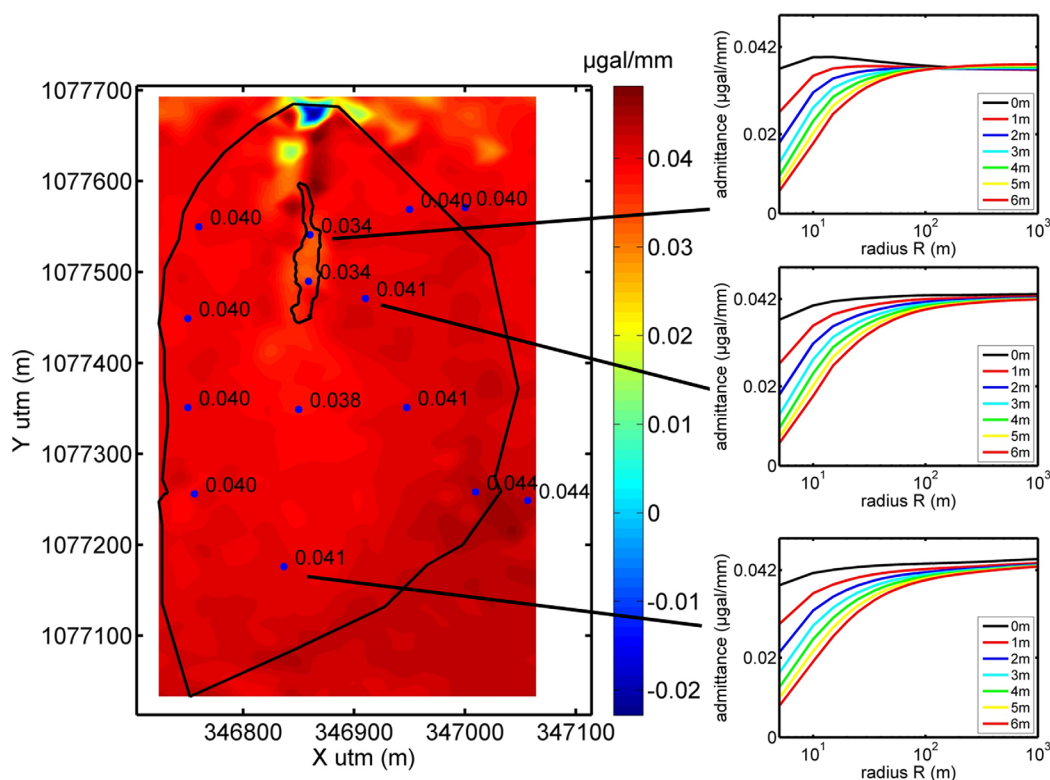 µgal/mm
1077700
1077600
1077500
1077400
1077300
1077200
1077100
Y utm (m)
346800 346900 347000 347100
X utm (m)
0.040
0.040 0.040
0.034
0.034
0.041
0.040
0.040
0.038
0.041
0.040
0.044 0.044
0.041
0.04
0.03
0.02
0.01
0
-0.01
-0.02
admittance (µgal/mm)
0.042
0.02
0
10¹ 10² 10³
radius R (m)
0m
1m
2m
3m
4m
5m
6m
admittance (µgal/mm)
0.042
0.02
0
10¹ 10² 10³
radius R (m)
0m
1m
2m
3m
4m
5m
6m
admittance (µgal/mm)
0.042
0.02
0
10¹ 10² 10³
radius R (m)
0m
1m
2m
3m
4m
5m
6m